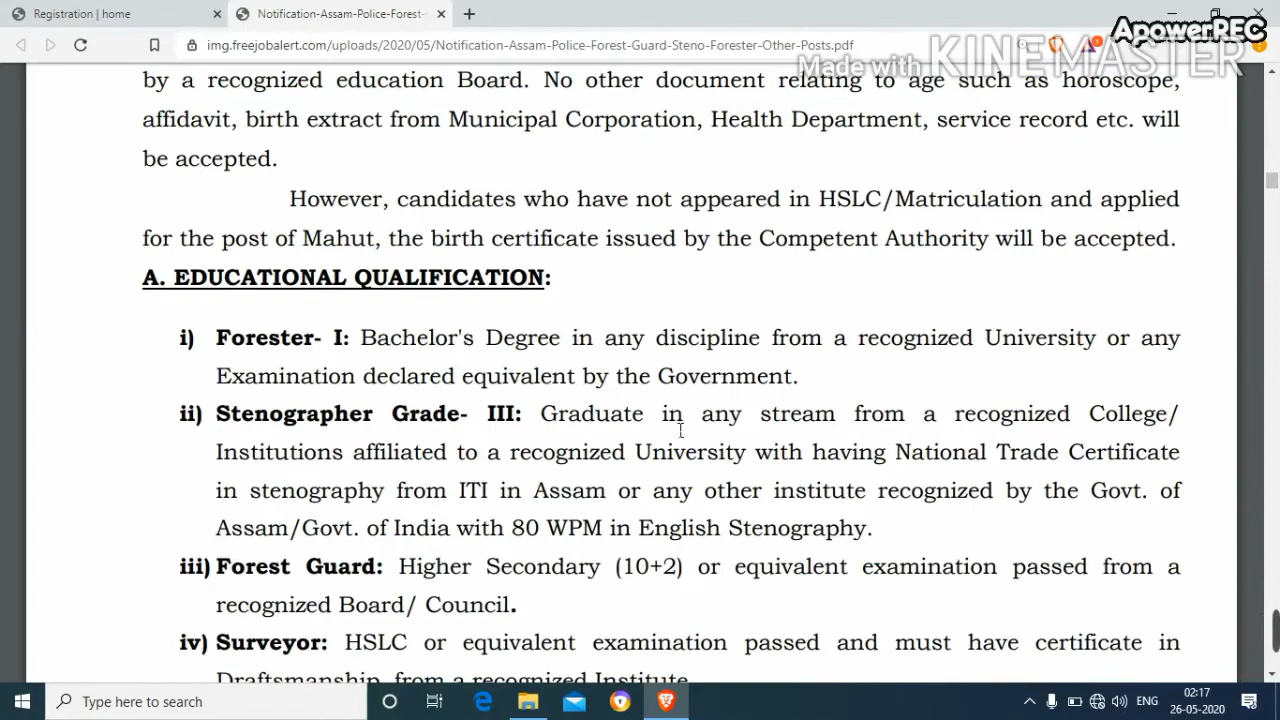 Registration | home
Notification-Assam-Police-Forest-
ApowerREC
img.freejobalert.com/uploads/2020/05/Notification-Assam-Police-Forest-Guard-Steno-Forester-Other-Posts.pdf
Made with KINEMASTER
by a recognized education Board. No other document relating to age such as horoscope,
affidavit, birth extract from Municipal Corporation, Health Department, service record etc. will
be accepted.
However, candidates who have not appeared in HSLC/Matriculation and applied
for the post of Mahut, the birth certificate issued by the Competent Authority will be accepted.
A. EDUCATIONAL QUALIFICATION:
i) Forester- I: Bachelor's Degree in any discipline from a recognized University or any
Examination declared equivalent by the Government.
ii) Stenographer Grade- III: Graduate in any stream from a recognized College/
Institutions affiliated to a recognized University with having National Trade Certificate
in stenography from ITI in Assam or any other institute recognized by the Govt. of
Assam/Govt. of India with 80 WPM in English Stenography.
iii) Forest Guard: Higher Secondary (10+2) or equivalent examination passed from a
recognized Board/ Council.
iv) Surveyor: HSLC or equivalent examination passed and must have certificate in
Draftsmanship from a recognized Institute
Type here to search
ENG
02:17
26-05-2020